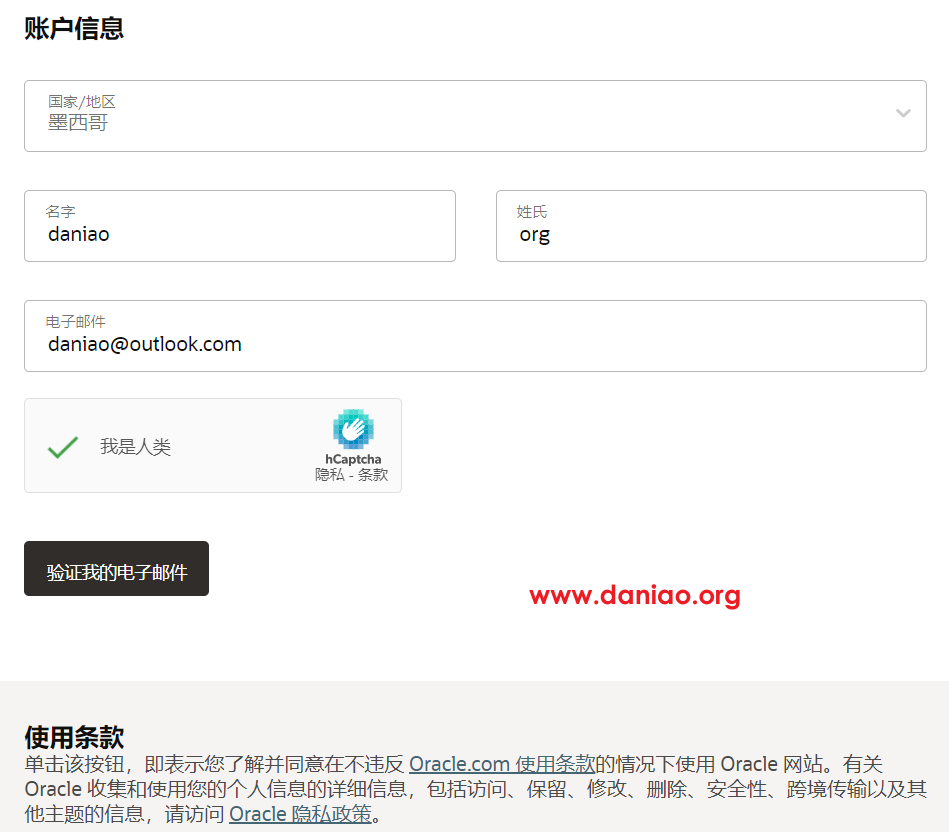 账户信息
国家/地区
墨西哥
名字
daniao
姓氏
org
电子邮件
daniao@outlook.com
我是人类
hCaptcha
隐私 - 条款
验证我的电子邮件
www.daniao.org
使用条款
单击该按钮，即表示您了解并同意在不违反 Oracle.com 使用条款的情况下使用 Oracle 网站。有关
Oracle 收集和使用您的个人信息的详细信息，包括访问、保留、修改、删除、安全性、跨境传输以及其
他主题的信息，请访问 Oracle 隐私政策。